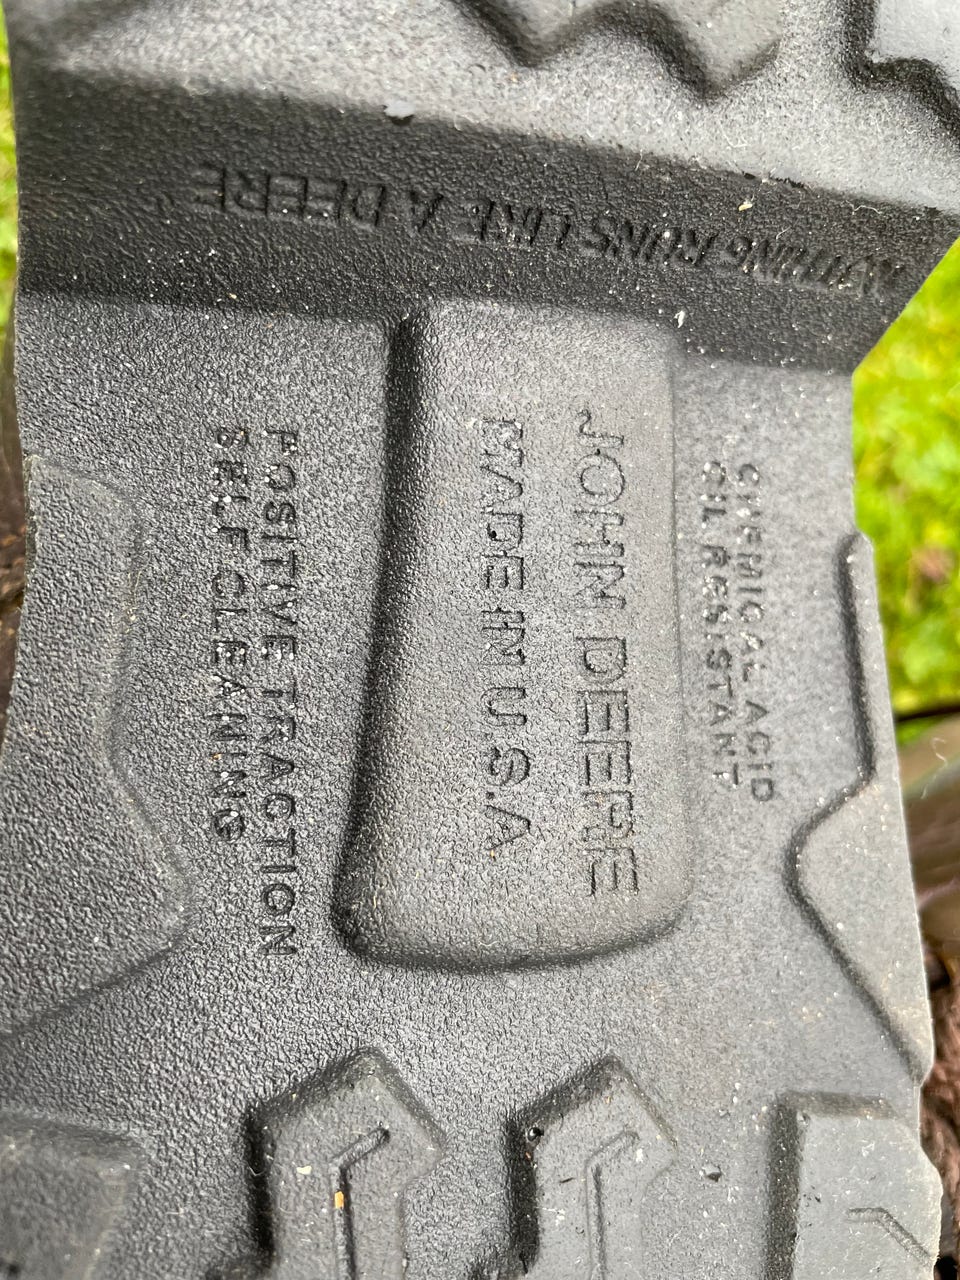 NOTHING RUNS LIKE A DEERE
CHEMICAL ACID
OIL RESISTANT
JOHN DEERE
MADE IN U.S.A
POSITIVE TRACTION
SELF CLEANING